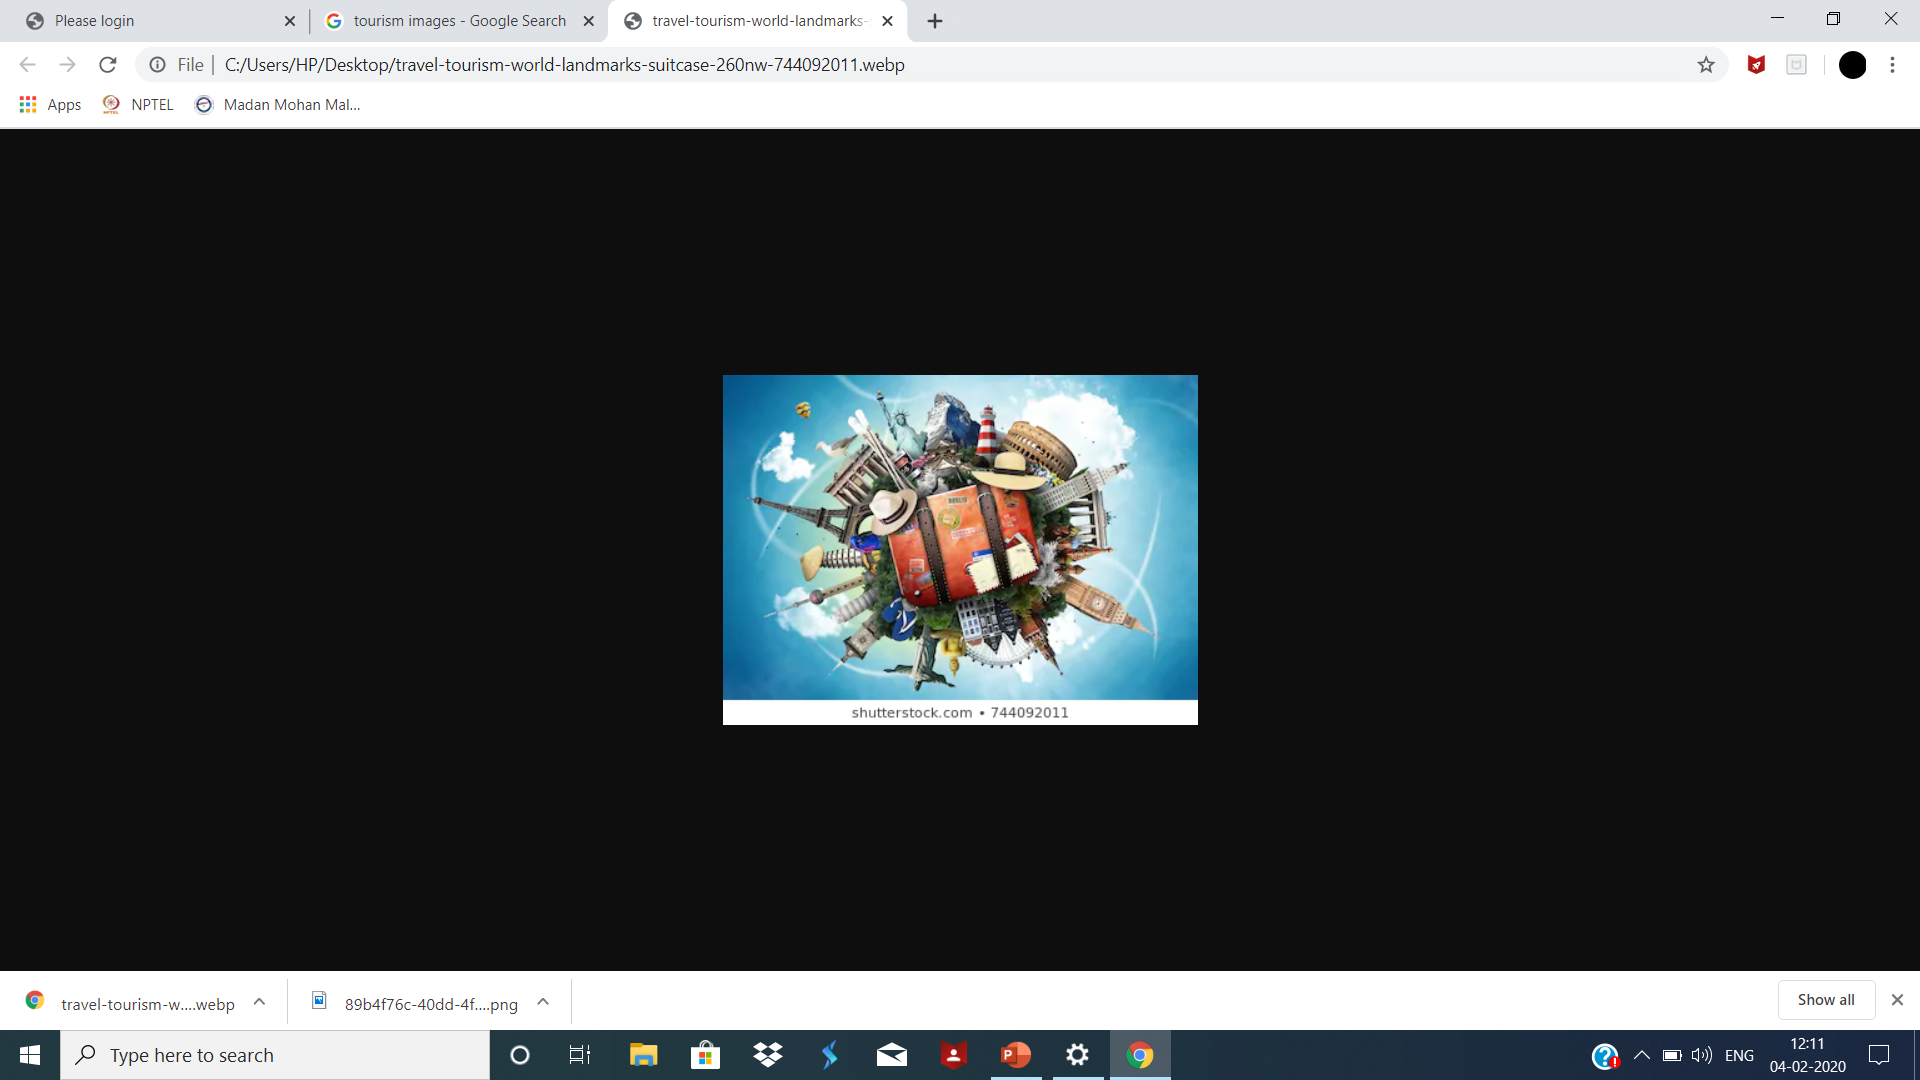 Please login
tourism images - Google Search
travel-tourism-world-landmarks-
File
C:/Users/HP/Desktop/travel-tourism-world-landmarks-suitcase-260nw-744092011.webp
Apps
NPTEL
Madan Mohan Mal...
shutterstock.com • 744092011
travel-tourism-w....webp
89b4f76c-40dd-4f....png
Show all
Type here to search
ENG
12:11
04-02-2020